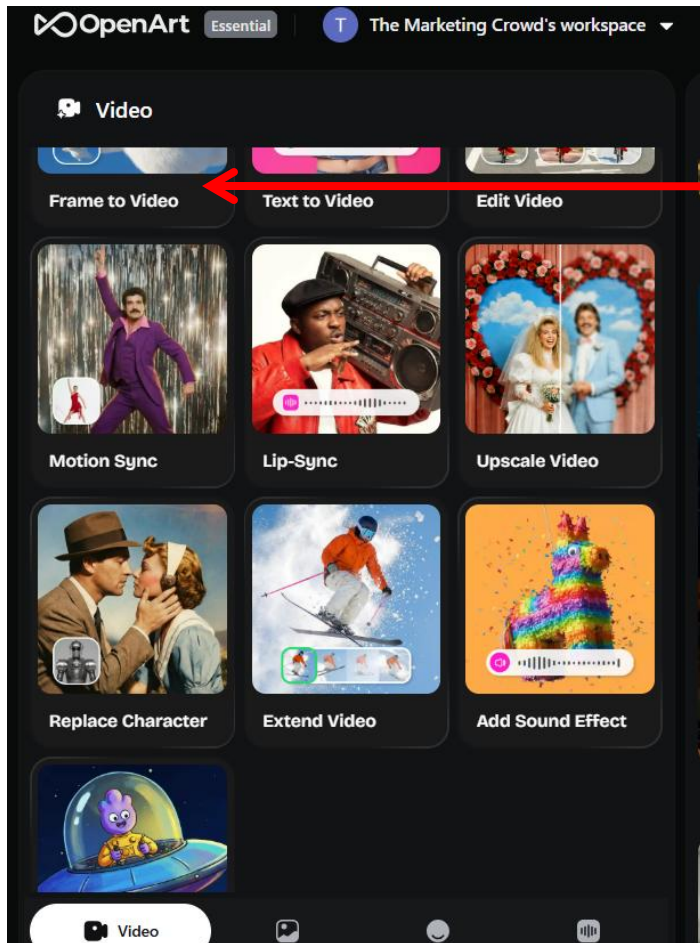 OpenArt Essential T The Marketing Crowd's workspace
Video
Frame to Video Text to Video Edit Video
Motion Sync Lip-Sync Upscale Video
Replace Character Extend Video Add Sound Effect
Video